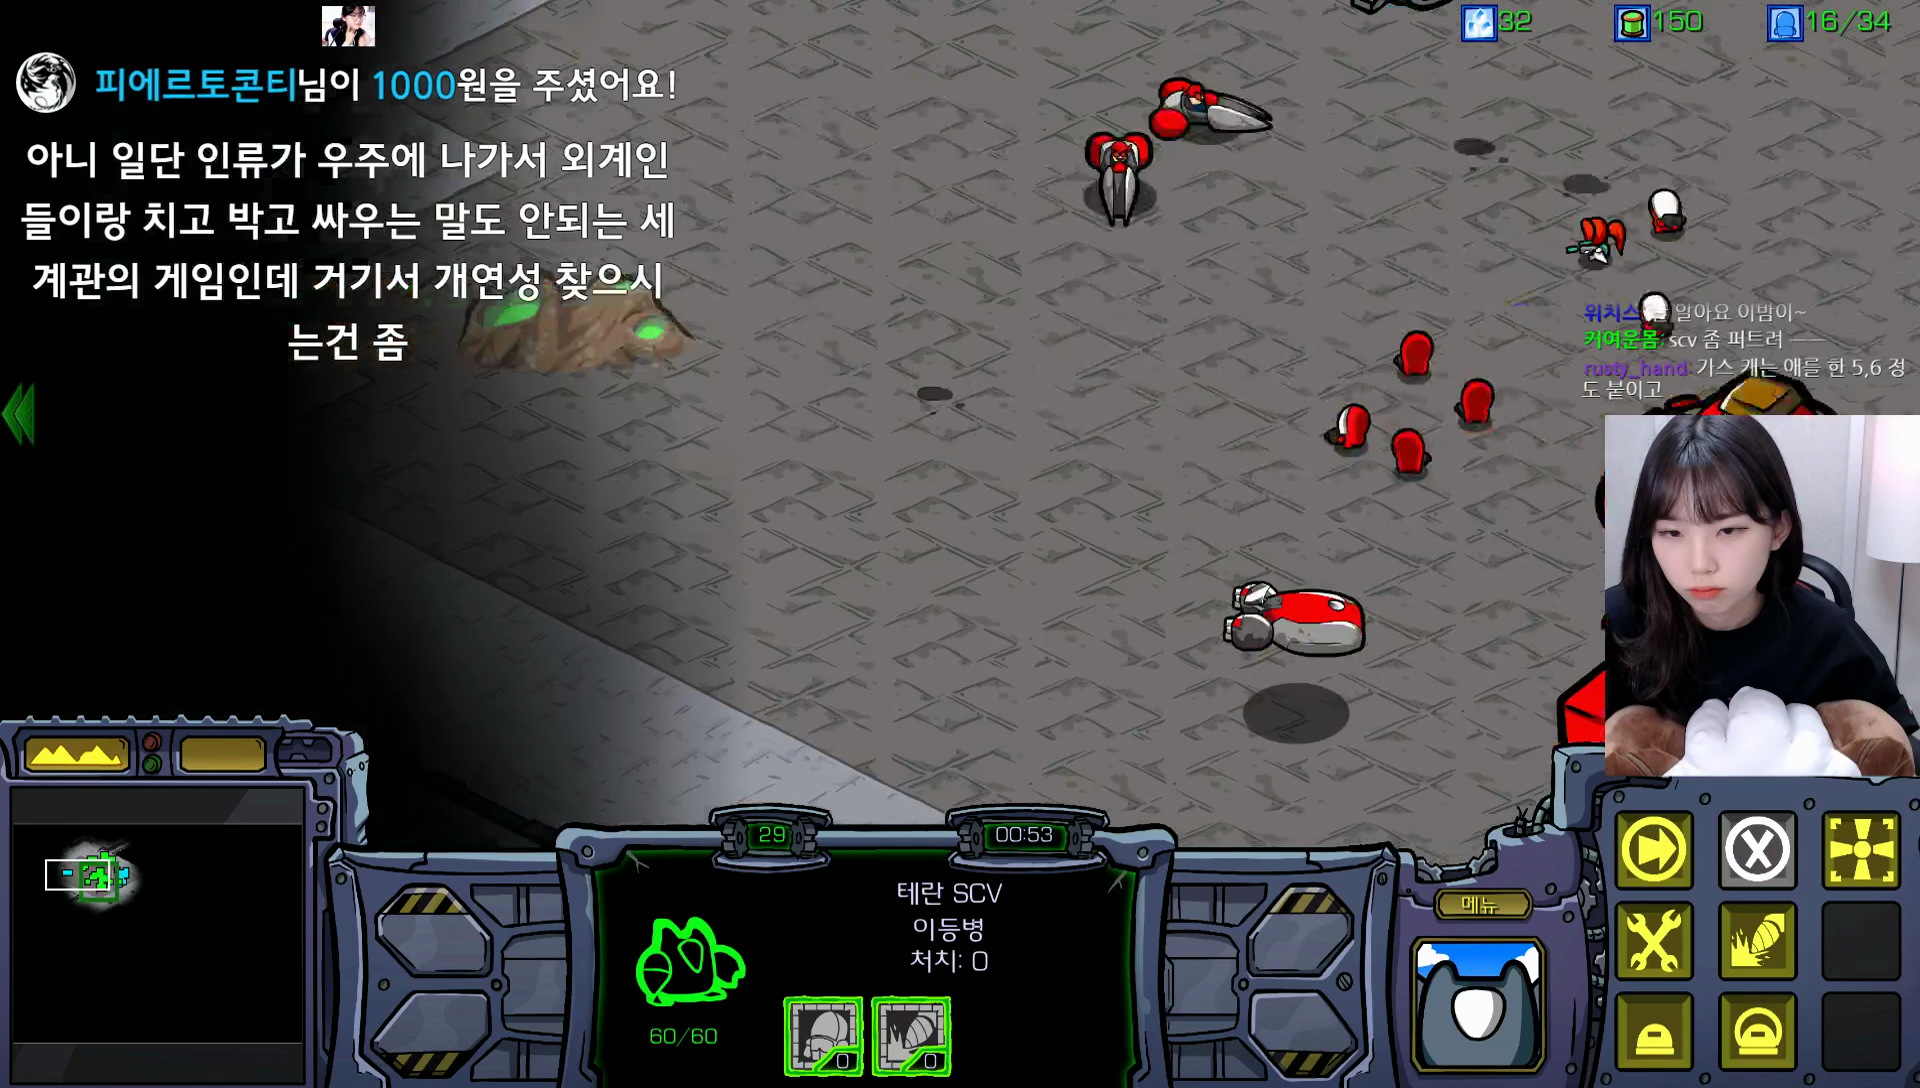 32
150
16/34
피에르토콘티님이 1000원을 주셨어요!
아니 일단 인류가 우주에 나가서 외계인
들이랑 치고 박고 싸우는 말도 안되는 세
계관의 게임인데 거기서 개연성 찾으시
는건 좀
위치스 알아요 이밤이~
커여운몸: scv 좀 퍼트려 ㅡㅡ
rusty_hand: 가스 캐는 애를 한 5,6 정
도 붙이고
29
00:53
테란 SCV
이등병
처치: 0
60/60
0
0
메뉴